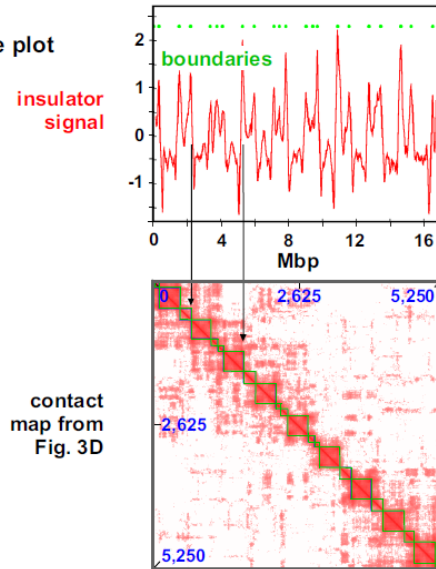 e plot
boundaries
insulator
signal
2
1
0
-1
0 4 8 12 16
Mbp
0 2,625 5,250
contact
map from
Fig. 3D
2,625
5,250